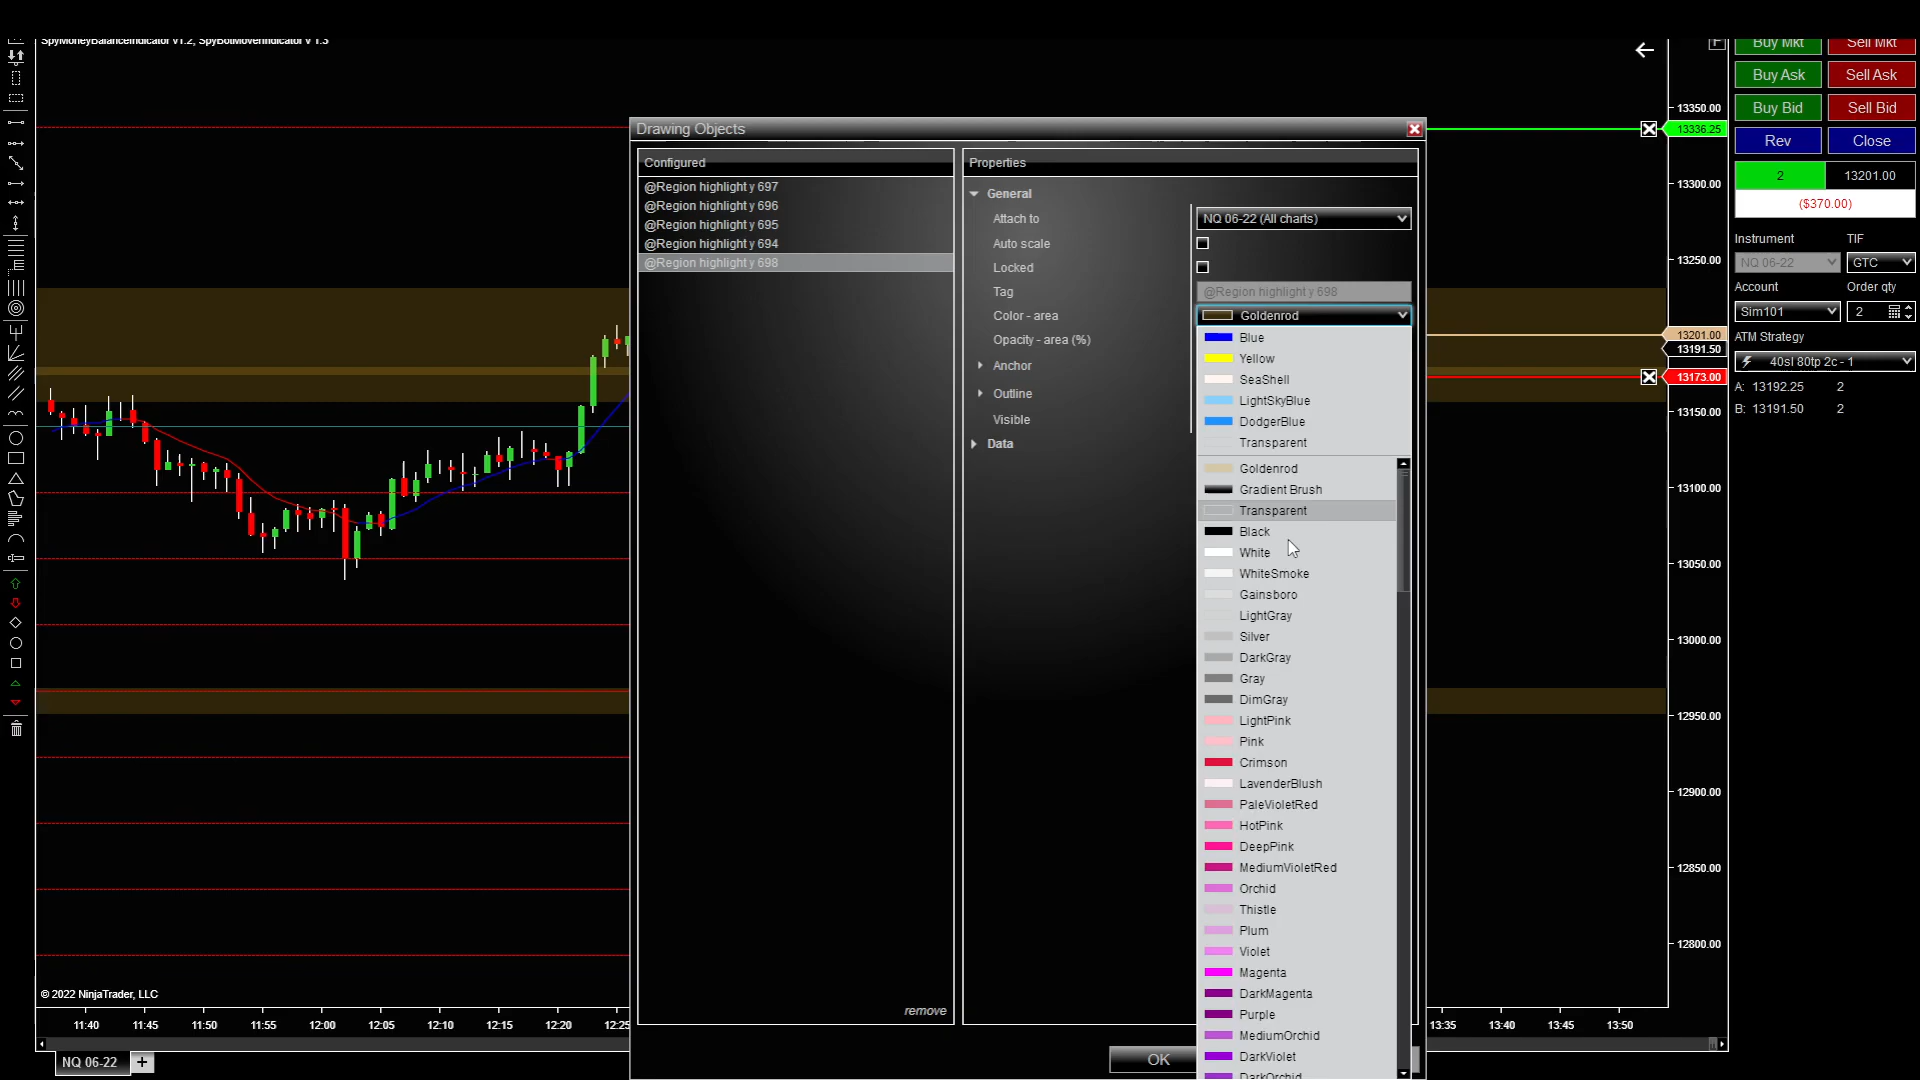 SpyMoneyBalanceIndicator v1.2, SpyBotMoverIndicator v 1.3
F
Buy Mkt
Sell Mkt
Buy Ask
Sell Ask
Buy Bid
Sell Bid
Rev
Close
2
13201.00
($370.00)
Instrument
TIF
NQ 06-22
GTC
Account
Order qty
Sim101
2
ATM Strategy
40sl 80tp 2c - 1
A: 13192.25 2
B: 13191.50 2
13350.00
13336.25
13300.00
13250.00
13201.00
13191.50
13173.00
13150.00
13100.00
13050.00
13000.00
12950.00
12900.00
12850.00
12800.00
Drawing Objects
Configured
@Region highlight y 697
@Region highlight y 696
@Region highlight y 695
@Region highlight y 694
@Region highlight y 698
remove
Properties
General
Attach to
NQ 06-22 (All charts)
Auto scale
Locked
Tag
@Region highlight y 698
Color - area
Goldenrod
Opacity - area (%)
Anchor
Outline
Visible
Data
Blue
Yellow
SeaShell
LightSkyBlue
DodgerBlue
Transparent
Goldenrod
Gradient Brush
Transparent
Black
White
WhiteSmoke
Gainsboro
LightGray
Silver
DarkGray
Gray
DimGray
LightPink
Pink
Crimson
LavenderBlush
PaleVioletRed
HotPink
DeepPink
MediumVioletRed
Orchid
Thistle
Plum
Violet
Magenta
DarkMagenta
Purple
MediumOrchid
DarkViolet
DarkOrchid
OK
© 2022 NinjaTrader, LLC
11:40 11:45 11:50 11:55 12:00 12:05 12:10 12:15 12:20 12:25 13:35 13:40 13:45 13:50
NQ 06-22
+